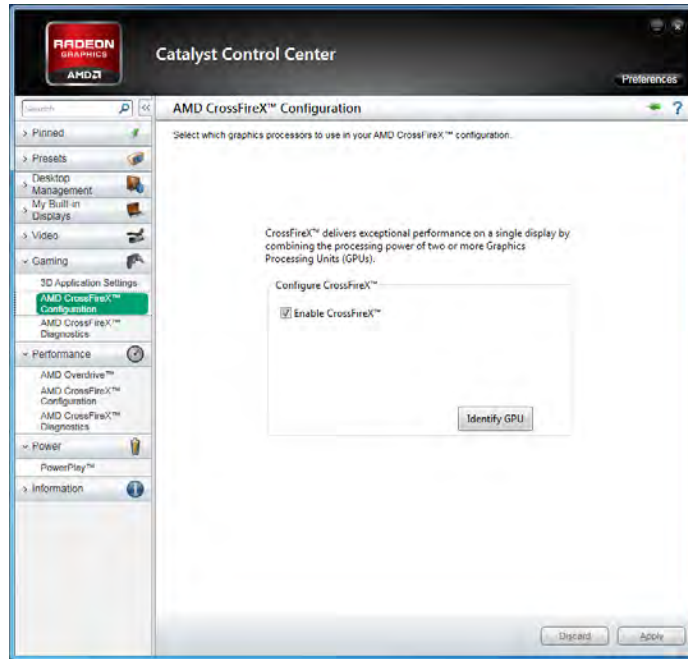 RADEON
GRAPHICS
AMD
Catalyst Control Center
Preferences
Search
AMD CrossFireX™ Configuration
?
Select which graphics processors to use in your AMD CrossFireX™ configuration.
Pinned
Presets
Desktop
Management
My Built-in
Displays
Video
Gaming
3D Application Settings
AMD CrossFireX™
Configuration
AMD CrossFireX™
Diagnostics
Performance
AMD Overdrive™
AMD CrossFireX™
Configuration
AMD CrossFireX™
Diagnostics
Power
PowerPlay™
Information
CrossFireX™ delivers exceptional performance on a single display by
combining the processing power of two or more Graphics
Processing Units (GPUs).
Configure CrossFireX™
Enable CrossFireX™
Identify GPU
Discard
Apply